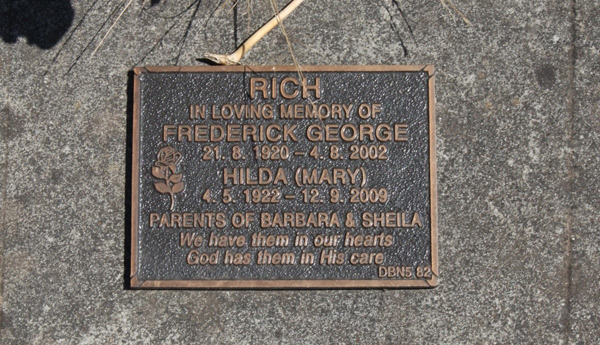 RICH
IN LOVING MEMORY OF
FREDERICK GEORGE
21. 8. 1920 – 4. 8. 2002
HILDA (MARY)
4. 5. 1922 – 12. 9. 2009
PARENTS OF BARBARA & SHEILA
We have them in our hearts
God has them in His care
DBN5 82